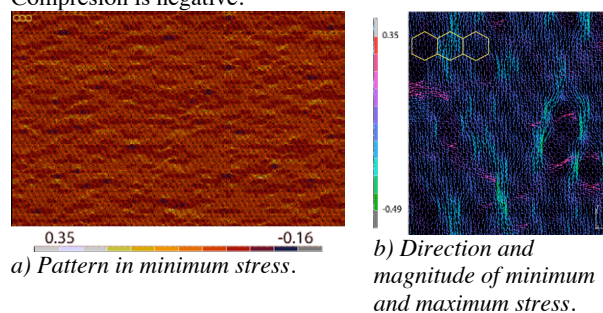 Compresion is negative.
0.35
-0.16
a) Pattern in minimum stress.
0.35
-0.49
b) Direction and
magnitude of minimum
and maximum stress.